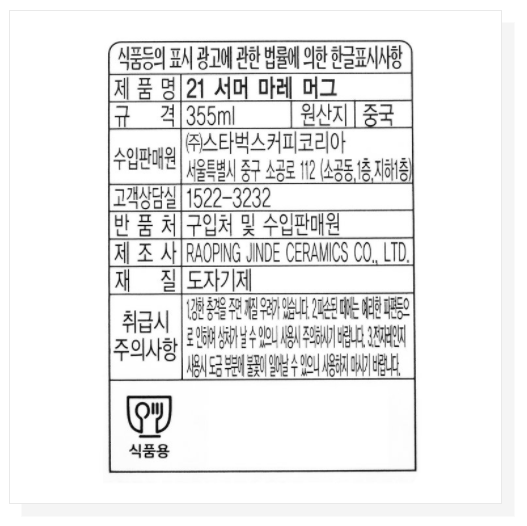 식품등의 표시 광고에 관한 법률에 의한 한글표시사항
제 품 명 21 서머 마레 머그
규 격 355ml 원산지 중국
수입판매원 ㈜스타벅스커피코리아
서울특별시 중구 소공로 112 (소공동,1층,지하1층)
고객상담실 1522-3232
반 품 처 구입처 및 수입판매원
제 조 사 RAOPING JINDE CERAMICS CO., LTD.
재 질 도자기제
취급시
주의사항
1.강한 충격을 주면 깨질 우려가 있습니다. 2.파손된 때에는 예리한 파편등으
로 인하여 상처가 날 수 있으니 사용시 주의하시기 바랍니다. 3.전자레인지
사용시 도금 부분에 불꽃이 일어날 수 있으니 사용하지 마시기 바랍니다.
식품용